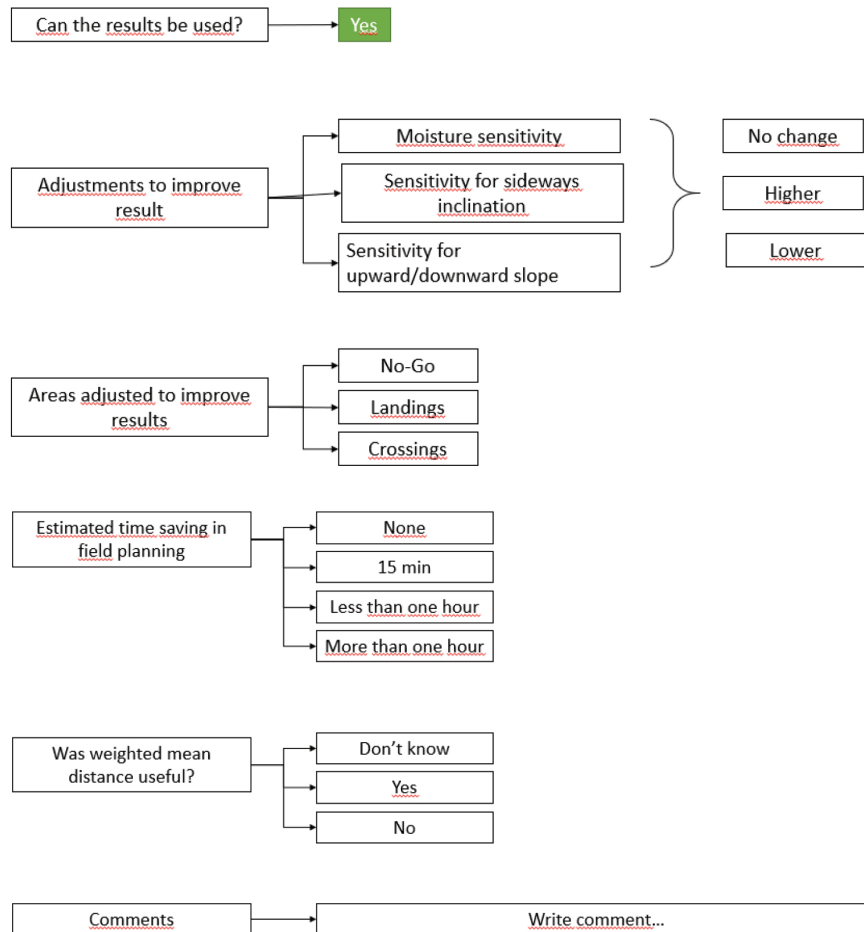 Can the results be used?
Yes
Adjustments to improve
result
Moisture sensitivity
Sensitivity for sideways
inclination
Sensitivity for
upward/downward slope
No change
Higher
Lower
Areas adjusted to improve
results
No-Go
Landings
Crossings
Estimated time saving in
field planning
None
15 min
Less than one hour
More than one hour
Was weighted mean
distance useful?
Don’t know
Yes
No
Comments
Write comment...